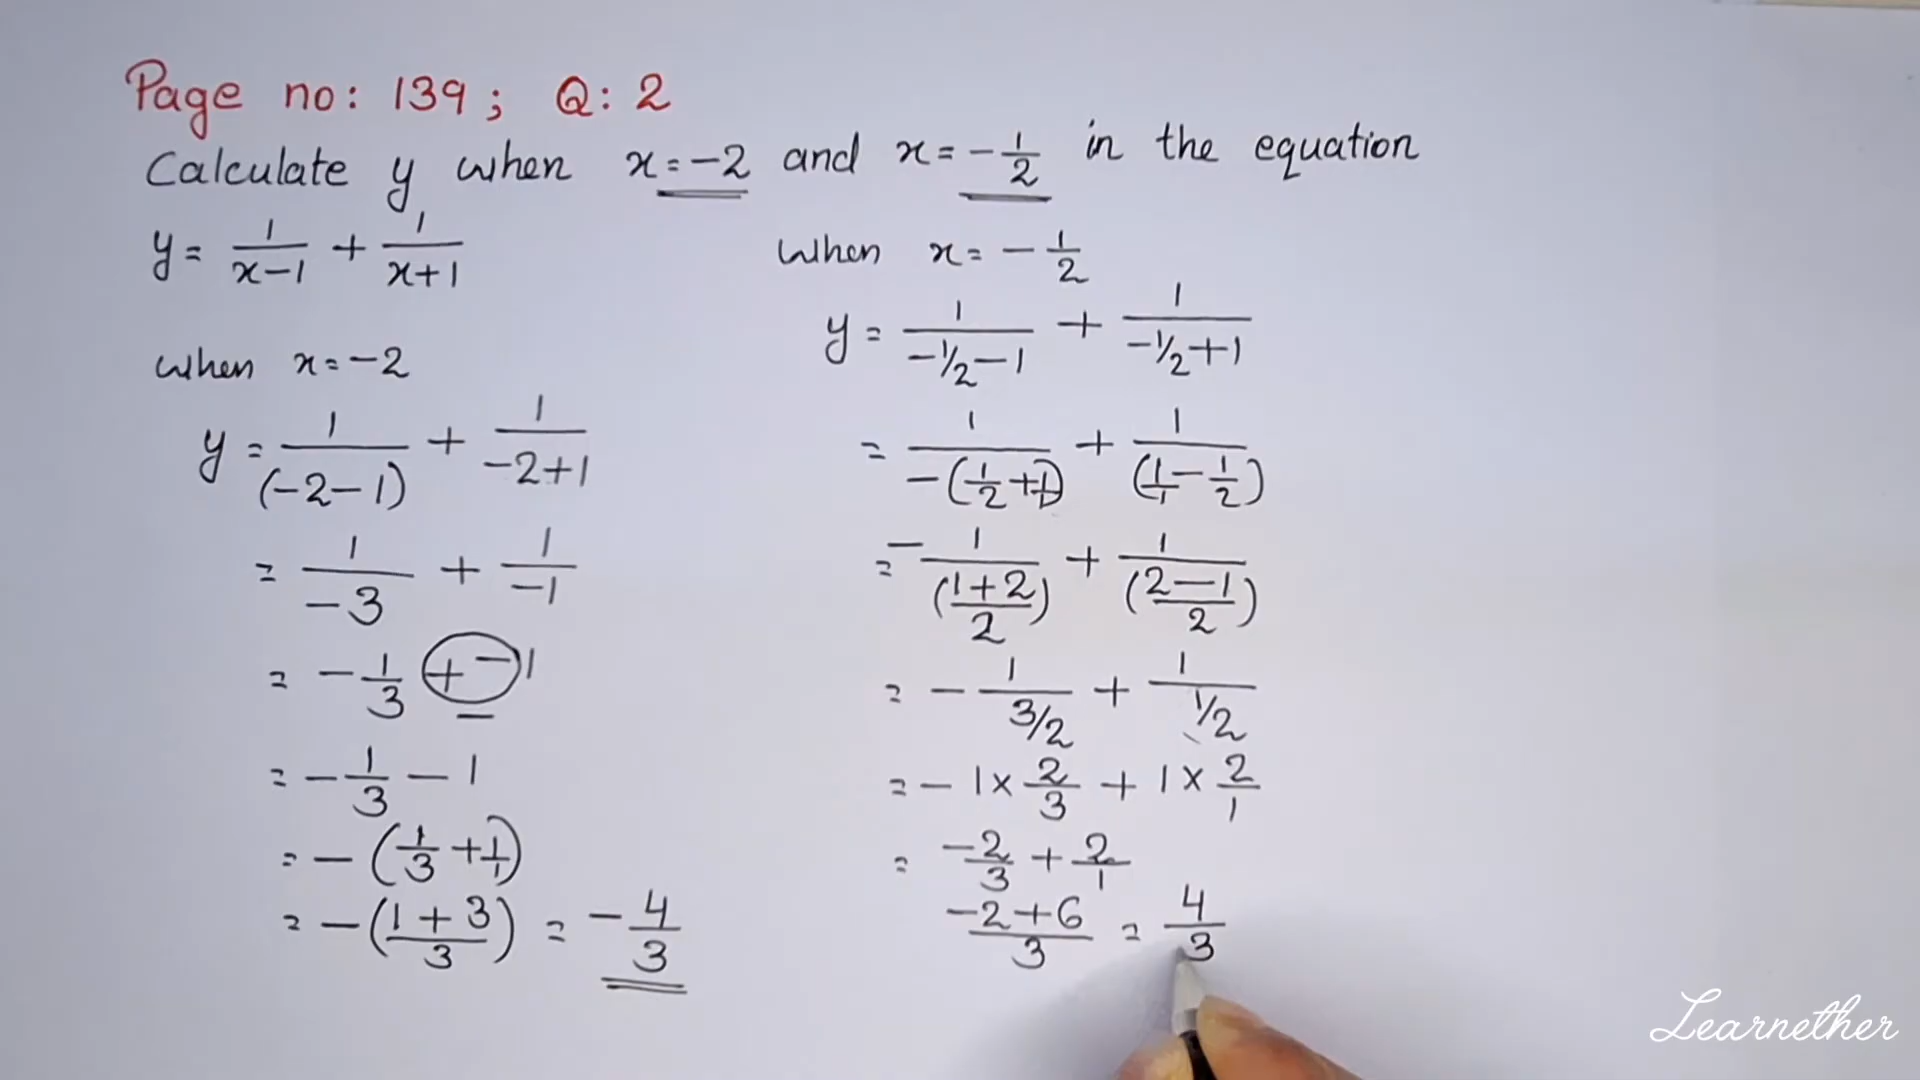 Page no: 139; Q: 2
Calculate y when x = -2 and x = -1/2 in the equation
y = 1/(x-1) + 1/(x+1)
When x = -2
y = 1/(-2-1) + 1/(-2+1)
= 1/-3 + 1/-1
= -1/3 + -1
= -1/3 - 1
= -(1/3 + 1/1)
= -((1+3)/3) = -4/3
When x = -1/2
y = 1/(-1/2-1) + 1/(-1/2+1)
= 1/-(1/2+1/1) + 1/(1/1-1/2)
= -1/((1+2)/2) + 1/((2-1)/2)
= -1/(3/2) + 1/(1/2)
= -1 × 2/3 + 1 × 2/1
= -2/3 + 2/1
(-2+6)/3 = 4/3
Learnether